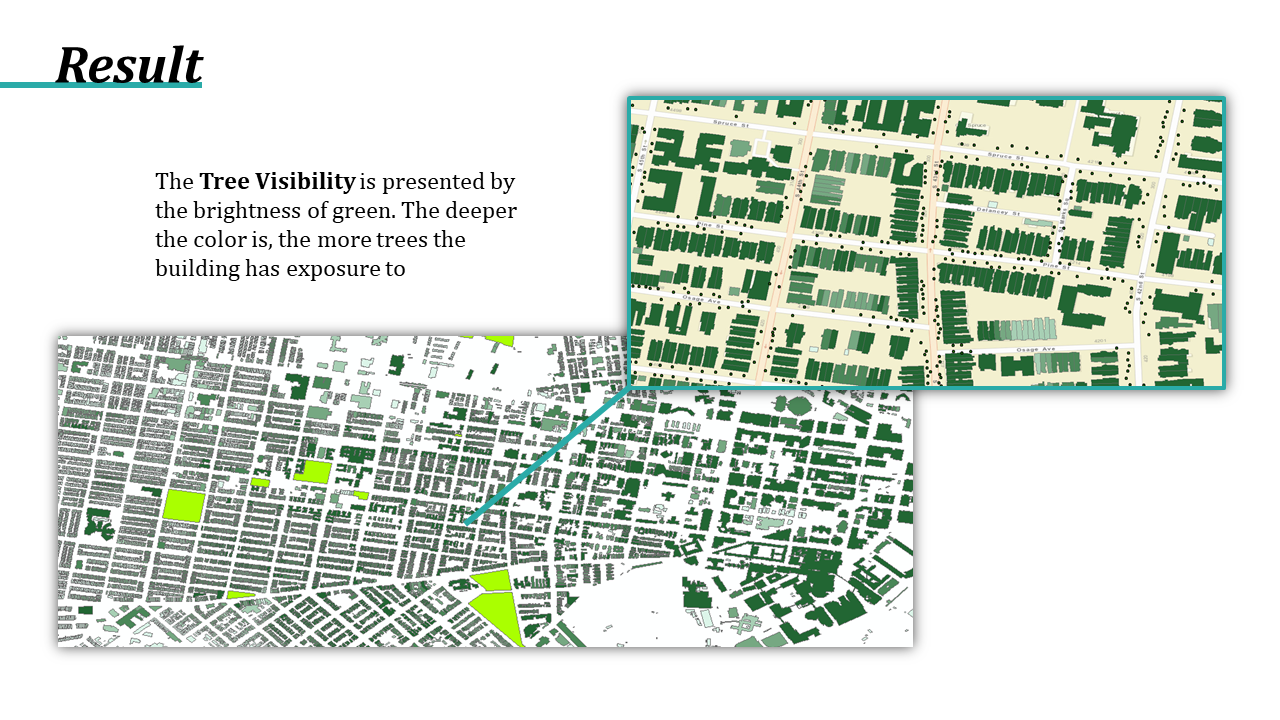 Result
The Tree Visibility is presented by
the brightness of green. The deeper
the color is, the more trees the
building has exposure to
Spruce St
Spruce St
Delancey St
Pine St
Osage Ave
S 42nd St
Osage Ave